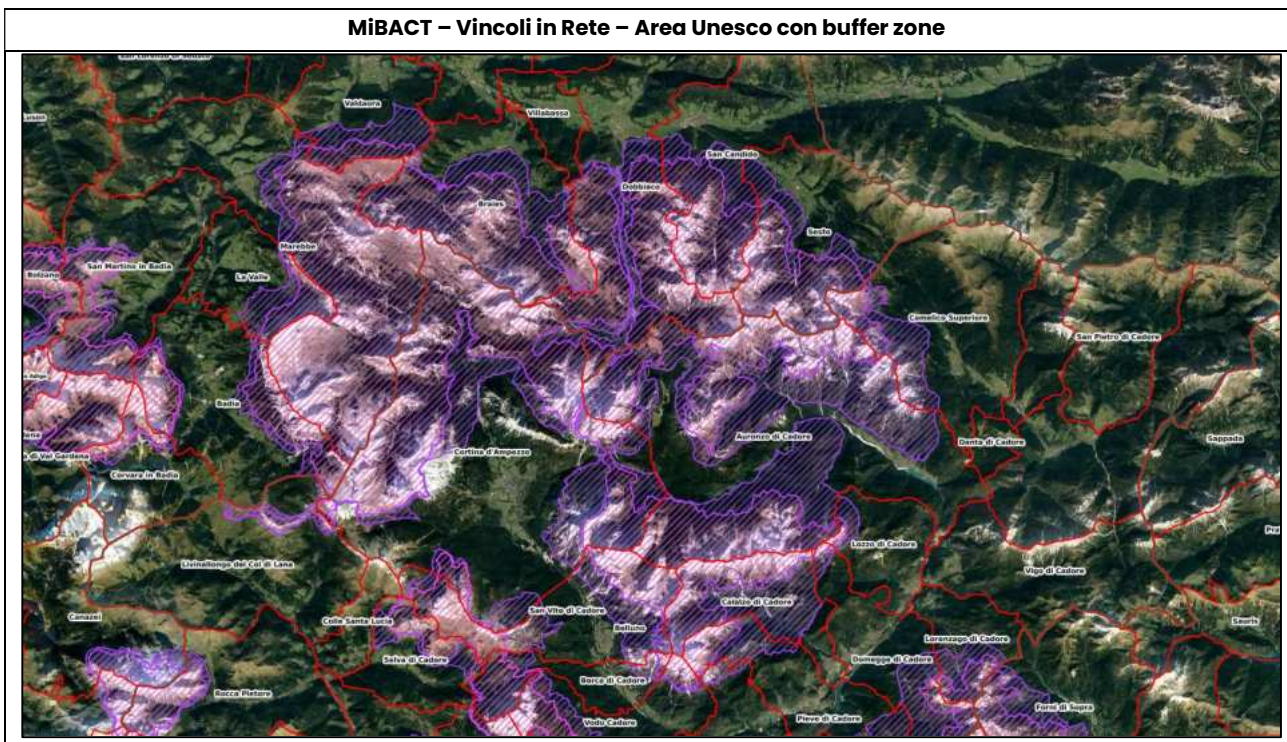 MiBACT – Vincoli in Rete – Area Unesco con buffer zone
Valdaora
Villabassa
San Candido
Dobbiaco
Braies
Sesto
Marebbe
San Martino in Badia
Bolzano
La Valle
Comelico Superiore
San Pietro di Cadore
Badia
Auronzo di Cadore
Danta di Cadore
Sappada
a di Val Gardena
Cortina d'Ampezzo
Corvara in Badia
Lozzo di Cadore
Livinallongo del Col di Lana
Vigo di Cadore
Calalzo di Cadore
San Vito di Cadore
Canazei
Colle Santa Lucia
Belluno
Sauris
Lorenzago di Cadore
Selva di Cadore
Domegge di Cadore
Borca di Cadore
Rocca Pietore
Forni di Sopra
Vodo Cadore
Pieve di Cadore